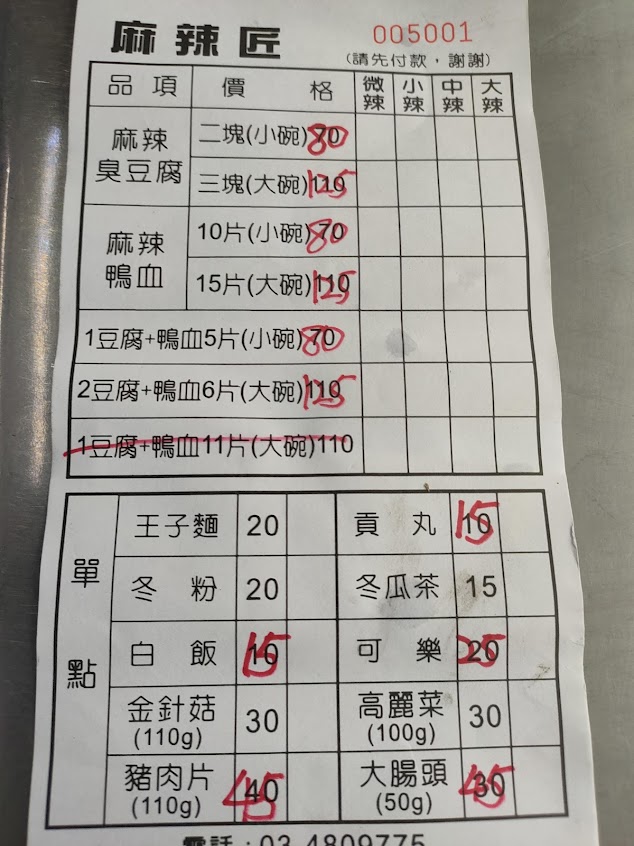 麻辣匠
005001
(請先付款，謝謝)
品項 價格 微辣 小辣 中辣 大辣
麻辣臭豆腐 二塊(小碗)70 80
三塊(大碗)110 125
麻辣鴨血 10片(小碗)70 80
15片(大碗)110 125
1豆腐+鴨血5片(小碗)70 80
2豆腐+鴨血6片(大碗)110 125
1豆腐+鴨血11片(大碗)110
單點
王子麵 20 貢丸 10 15
冬粉 20 冬瓜茶 15
白飯 10 15 可樂 20 25
金針菇(110g) 30 高麗菜(100g) 30
豬肉片(110g) 40 45 大腸頭(50g) 30 45
電話：03-4809775